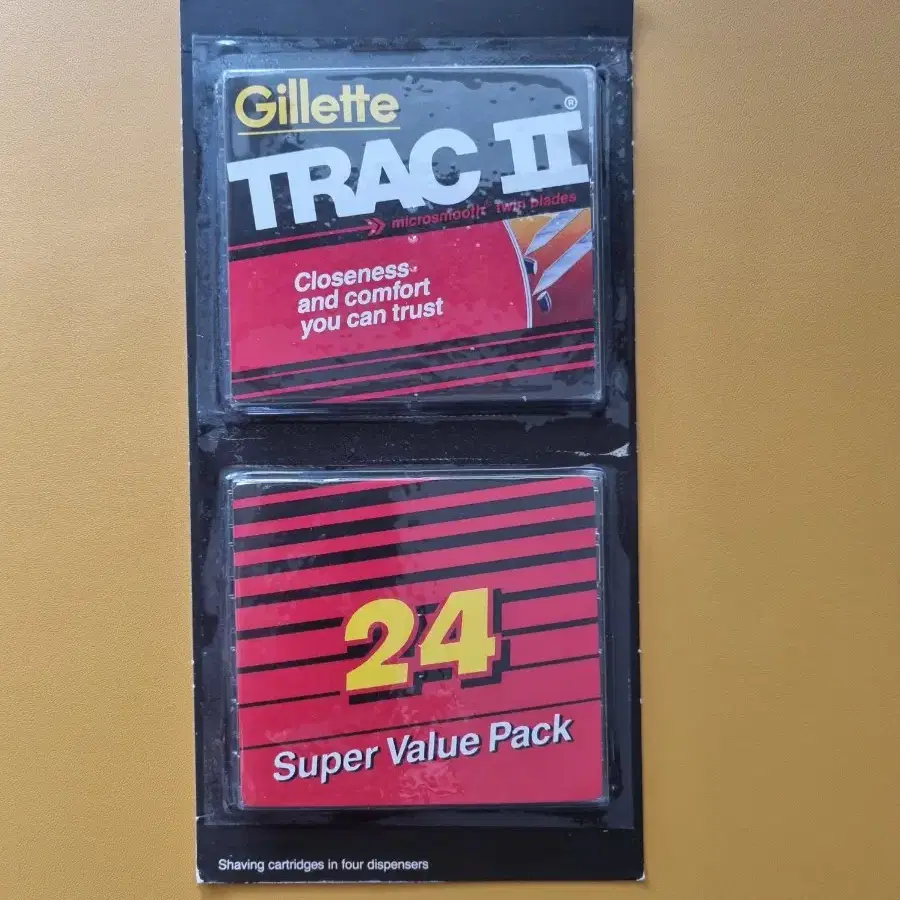 Gillette®
TRAC II
microsmooth® twin blades
Closeness
and comfort
you can trust
24
Super Value Pack
Shaving cartridges in four dispensers